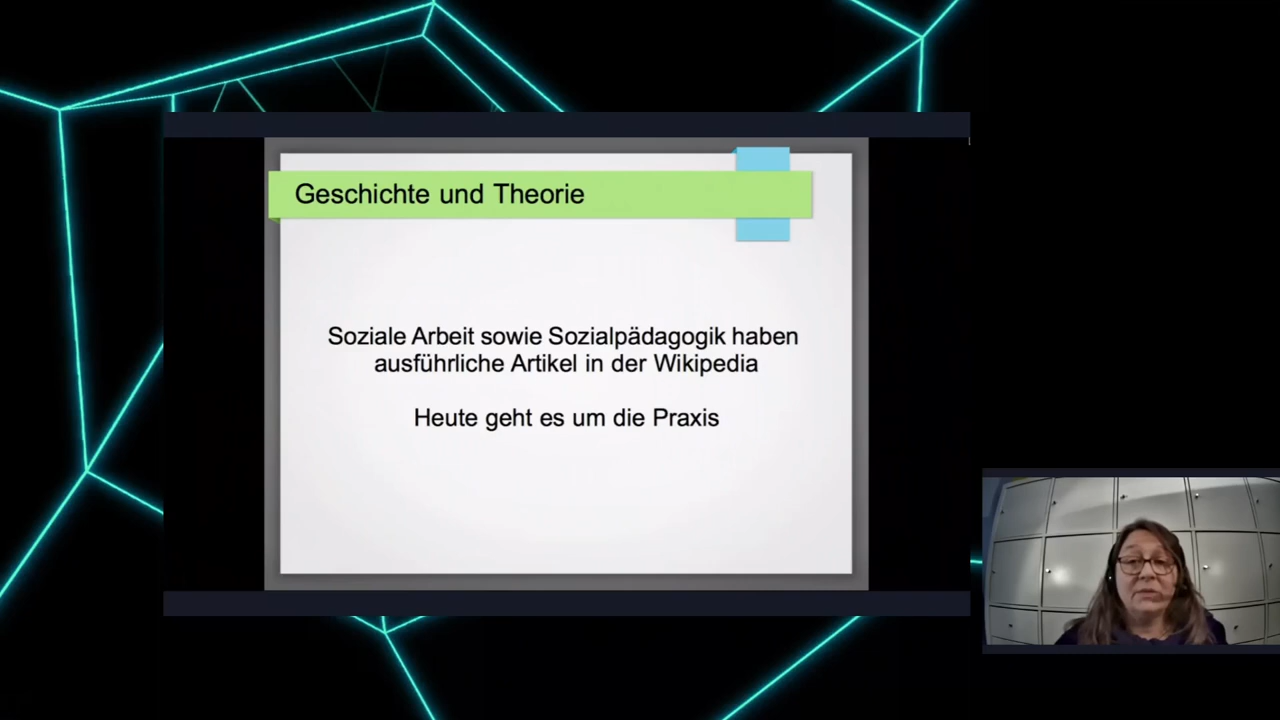 Geschichte und Theorie
Soziale Arbeit sowie Sozialpädagogik haben
ausführliche Artikel in der Wikipedia
Heute geht es um die Praxis